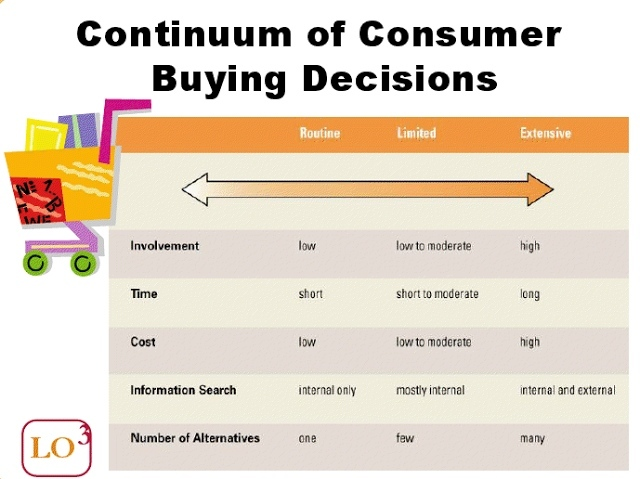 Continuum of Consumer
Buying Decisions
Routine Limited Extensive
Involvement low low to moderate high
Time short short to moderate long
Cost low low to moderate high
Information Search internal only mostly internal internal and external
Number of Alternatives one few many
LO3